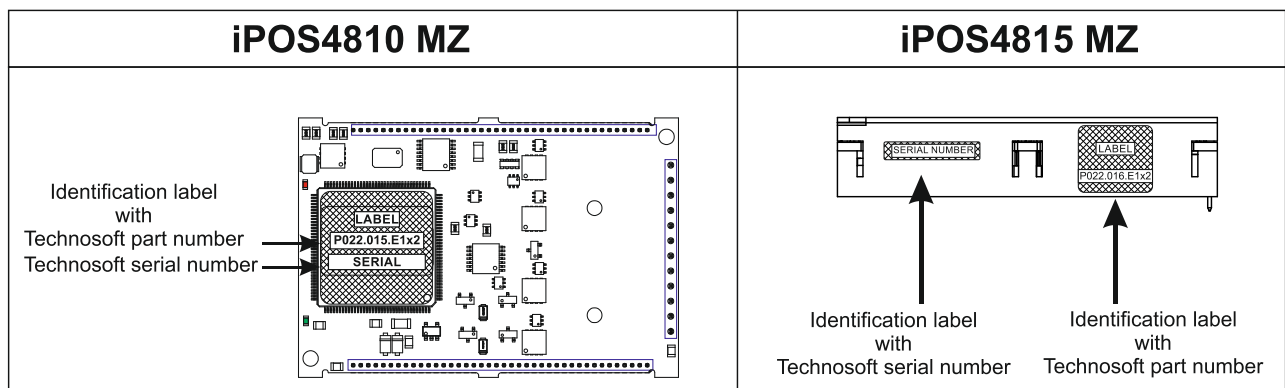 iPOS4810 MZ
iPOS4815 MZ
Identification label
with
Technosoft part number
Technosoft serial number
LABEL
P022.015.E1x2
SERIAL
SERIAL NUMBER
LABEL
P022.016.E1x2
Identification label
with
Technosoft serial number
Identification label
with
Technosoft part number